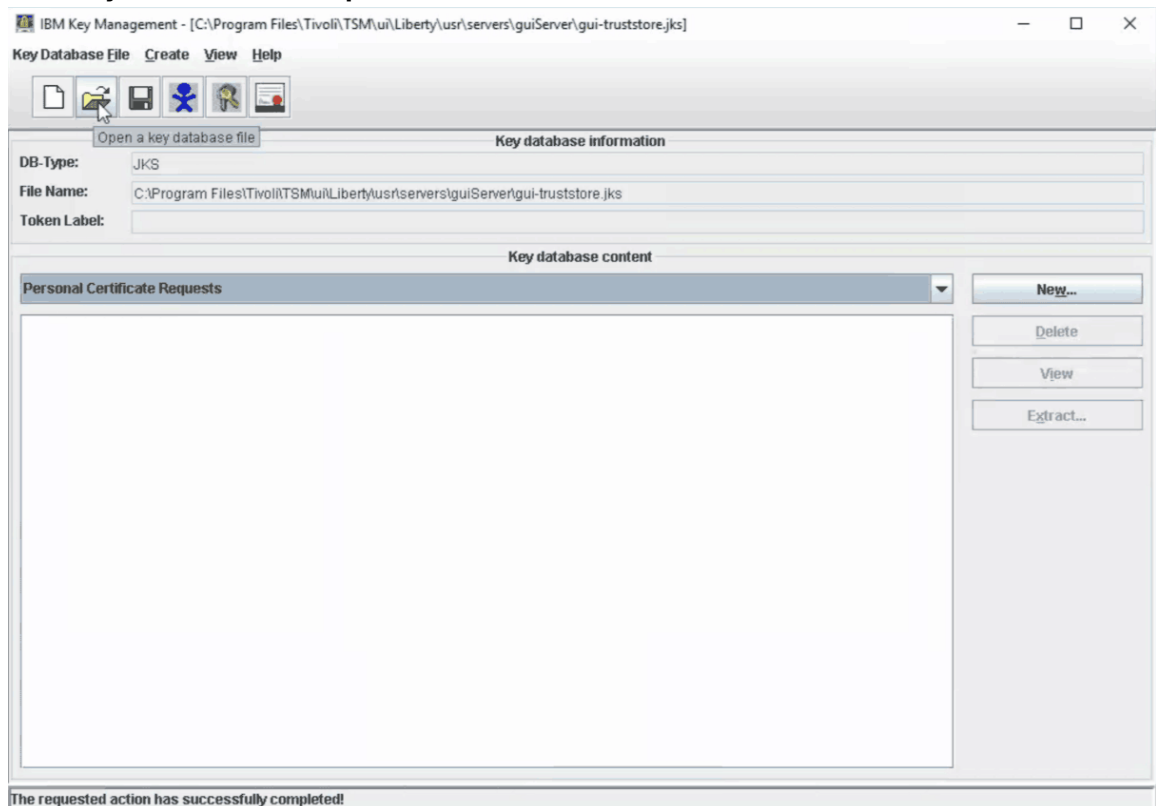 IBM Key Management - [C:\Program Files\Tivoli\TSM\ui\Liberty\usr\servers\guiServer\gui-truststore.jks]
Key Database File Create View Help
Open a key database file
Key database information
DB-Type: JKS
File Name: C:\Program Files\Tivoli\TSM\ui\Liberty\usr\servers\guiServer\gui-truststore.jks
Token Label:
Key database content
Personal Certificate Requests
New...
Delete
View
Extract...
The requested action has successfully completed!